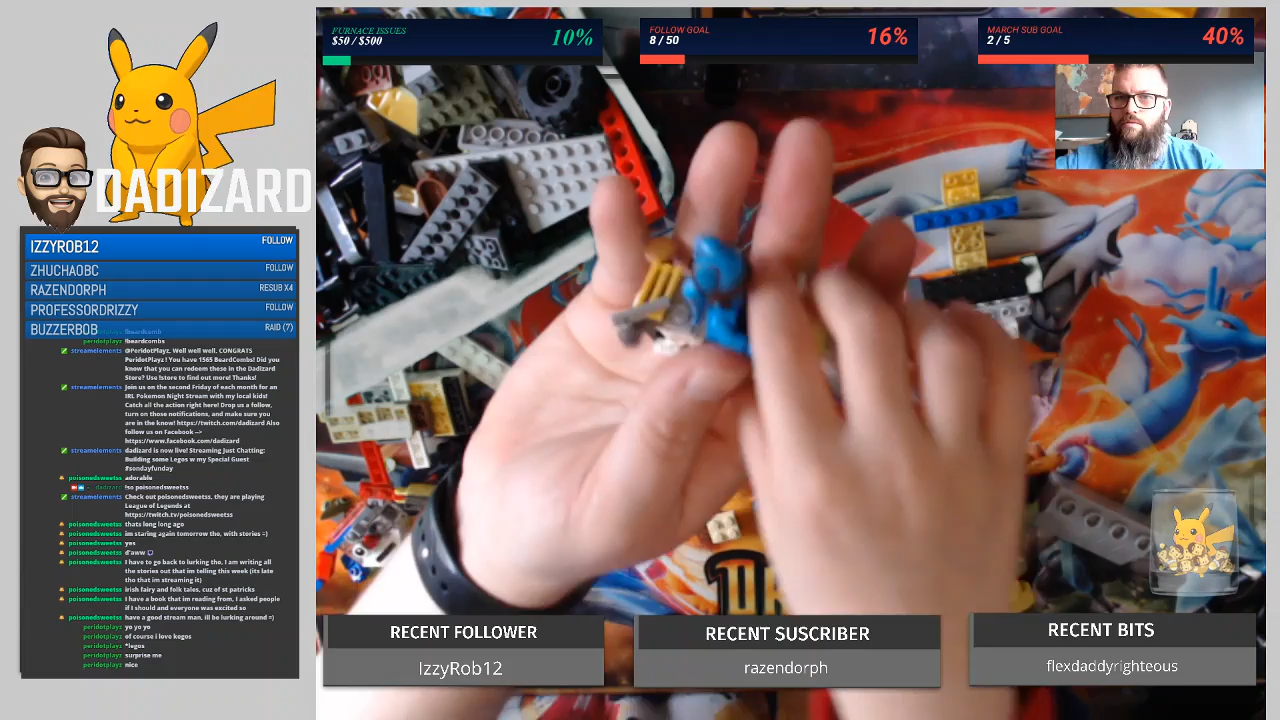 FURNACE ISSUES
$50 / $500
10%
FOLLOW GOAL
8 / 50
16%
MARCH SUB GOAL
2 / 5
40%
DADIZARD
IZZYROB12 FOLLOW
ZHUCHAOBC FOLLOW
RAZENDORPH RESUB X4
PROFESSORDRIZZY FOLLOW
BUZZERBOB RAID (7)
!beardcomb
peridotplayz !beardcombs
streamelements @PeridotPlayz, Well well well, CONGRATS
PeridotPlayz ! You have 1565 BeardCombs! Did you
know that you can redeem these in the Dadizard
Store? Use !store to find out more! Thanks!
streamelements Join us on the second Friday of each month for an
IRL Pokemon Night Stream with my local kids!
Catch all the action right here! Drop us a follow,
turn on those notifications, and make sure you
are in the know! https://twitch.com/dadizard Also
follow us on Facebook -->
https://www.facebook.com/dadizard
streamelements dadizard is now live! Streaming Just Chatting:
Building some Legos w my Special Guest
#sondayfunday
poisonedsweetss adorable
dadizard !so poisonedsweetss
streamelements Check out poisonedsweetss, they are playing
League of Legends at
https://twitch.tv/poisonedsweetss
poisonedsweetss thats long long ago
poisonedsweetss im staring again tomorrow tho, with stories =)
poisonedsweetss yes
poisonedsweetss d'aww
poisonedsweetss I have to go back to lurking tho, I am writing all
the stories out that im telling this week (its late
tho that im streaming it)
poisonedsweetss irish fairy and folk tales, cuz of st patricks
poisonedsweetss I have a book that im reading from, I asked people
if I should and everyone was excited so
poisonedsweetss have a good stream man, ill be lurking around =)
peridotplayz yo yo yo
peridotplayz of course i love kegos
peridotplayz *legos
peridotplayz surprise me
peridotplayz nice
RECENT FOLLOWER
IzzyRob12
RECENT SUSCRIBER
razendorph
RECENT BITS
flexdaddyrighteous